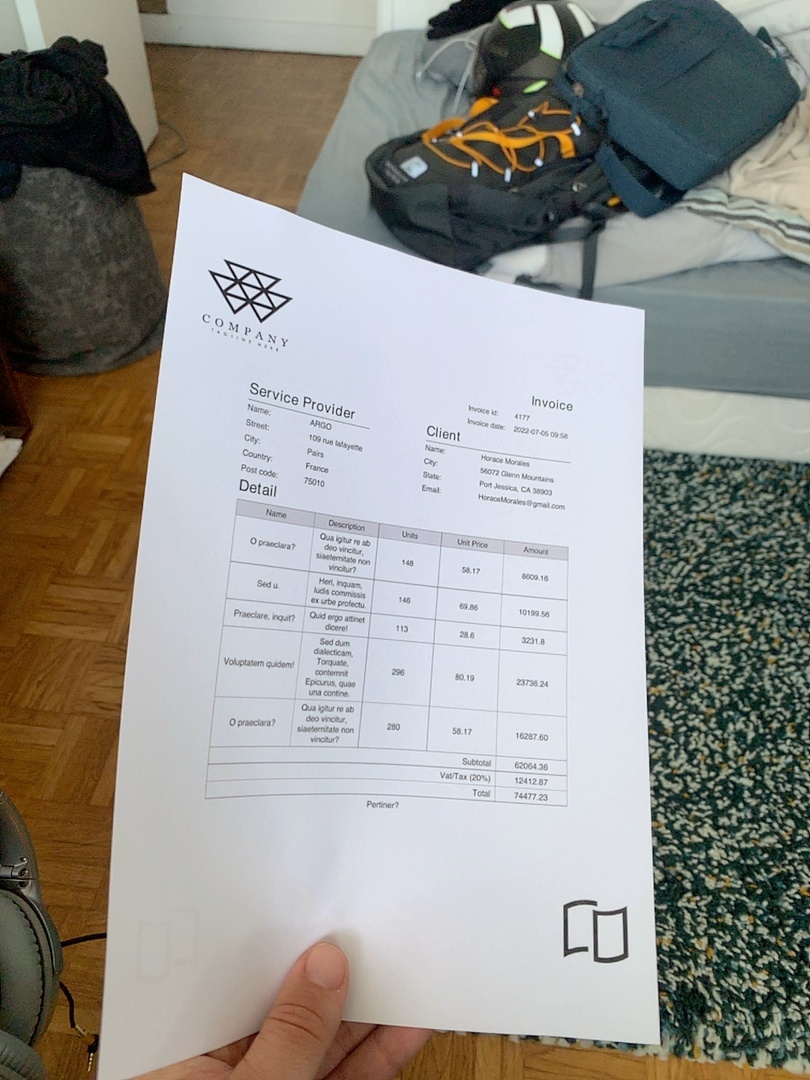 COMPANY
TAGLINE HERE
Invoice
Invoice id: 4177
Invoice date: 2022-07-05 09:58
Service Provider
Name: ARGO
Street: 109 rue lafayette
City: Pairs
Country: France
Post code: 75010
Client
Name: Horace Morales
City: 56072 Glenn Mountains
State: Port Jessica, CA 38903
Email: HoraceMorales@gmail.com
Detail
Name Description Units Unit Price Amount
O praeclara? Qua igitur re ab 148 58.17 8609.16
deo vincitur,
siaeternitate non
vincitur?
Sed u. Heri, inquam, 146 69.86 10199.56
ludis commissis
ex urbe profectu.
Praeclare, inquit? Quid ergo attinet 113 28.6 3231.8
dicere!
Voluptatem quidem! Sed dum 296 80.19 23736.24
dialecticam,
Torquate,
contemnit
Epicurus, quae
una contine.
O praeclara? Qua igitur re ab 280 58.17 16287.60
deo vincitur,
siaeternitate non
vincitur?
Subtotal 62064.36
Vat/Tax (20%) 12412.87
Total 74477.23
Pertiner?